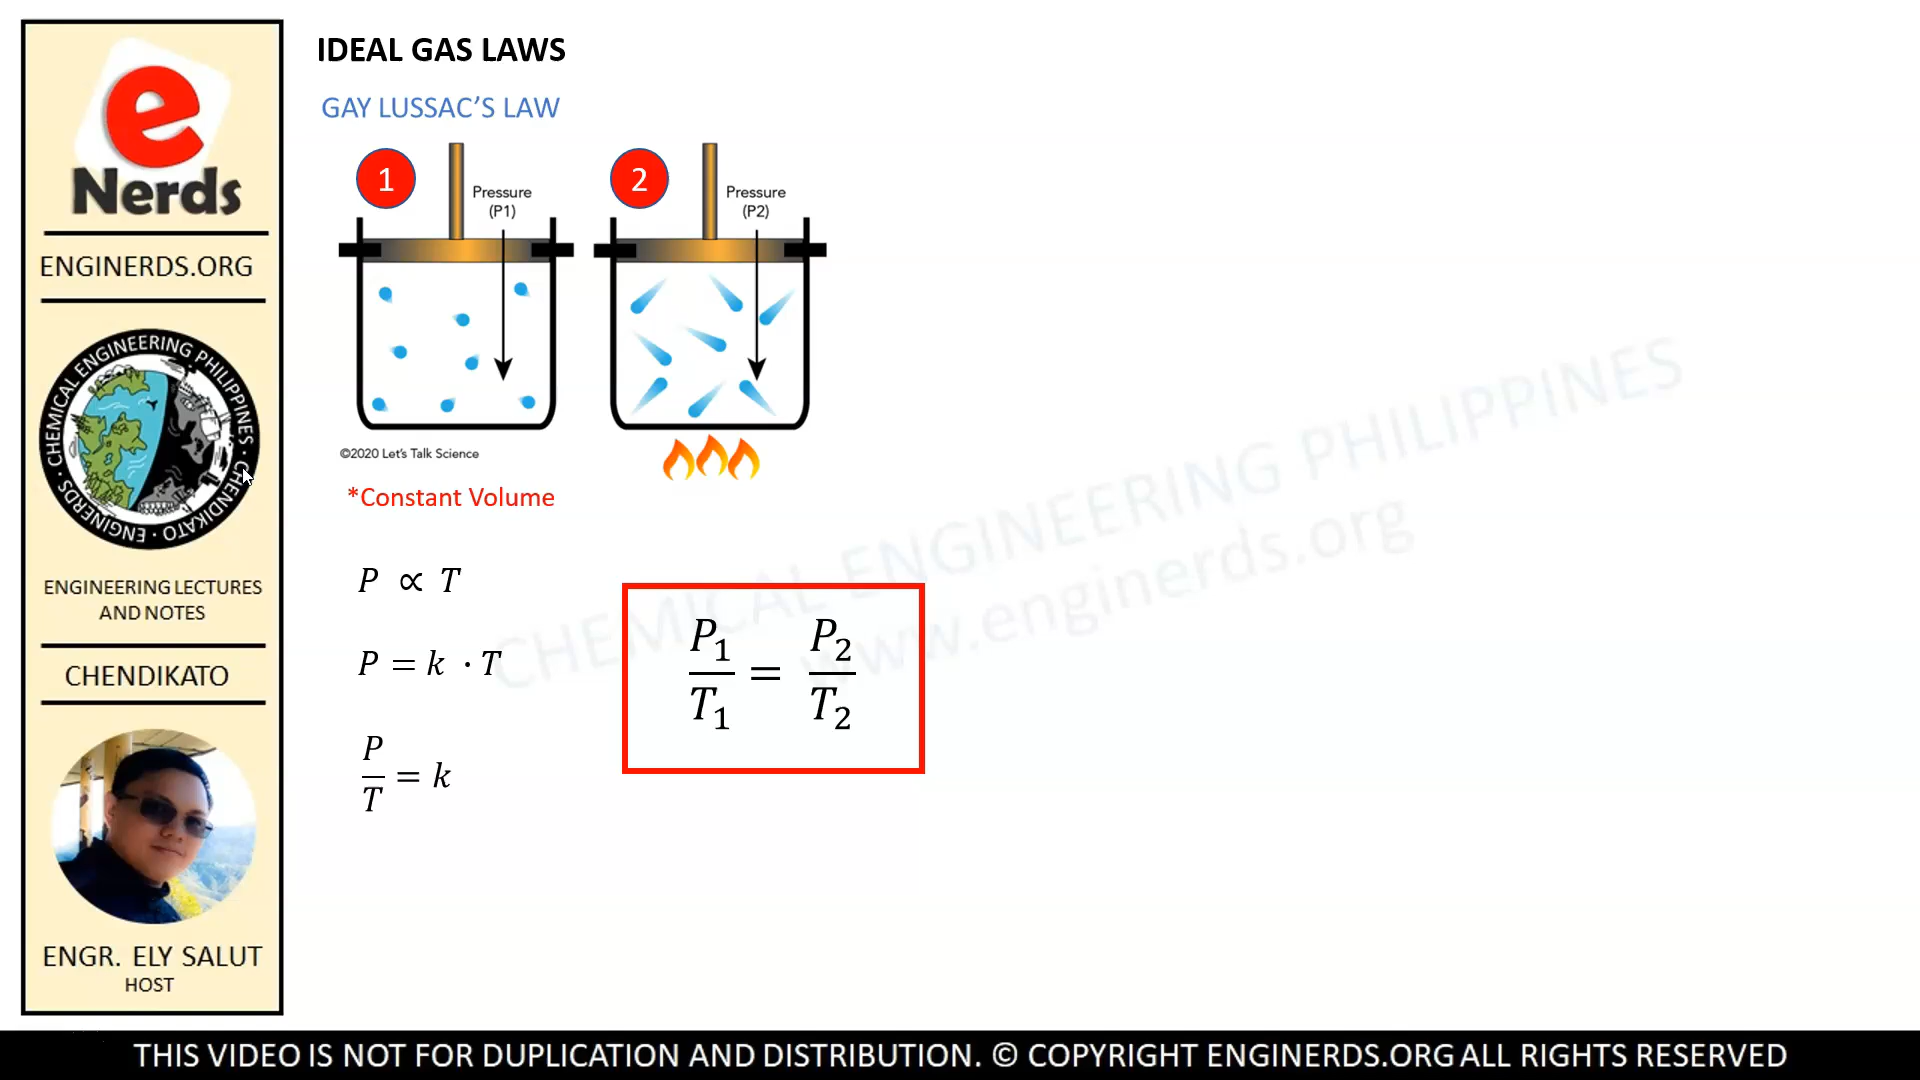 e
Nerds
ENGINERDS.ORG
CHEMICAL ENGINEERING PHILIPPINES · CHENDIKATO · ENGINERDS ·
ENGINEERING LECTURES
AND NOTES
CHENDIKATO
ENGR. ELY SALUT
HOST
IDEAL GAS LAWS
GAY LUSSAC'S LAW
1
Pressure
(P1)
2
Pressure
(P2)
©2020 Let's Talk Science
*Constant Volume
P ∝ T
P = k · T
P/T = k
P₁/T₁ = P₂/T₂
CHEMICAL ENGINEERING PHILIPPINES
www.enginerds.org
THIS VIDEO IS NOT FOR DUPLICATION AND DISTRIBUTION. © COPYRIGHT ENGINERDS.ORG ALL RIGHTS RESERVED